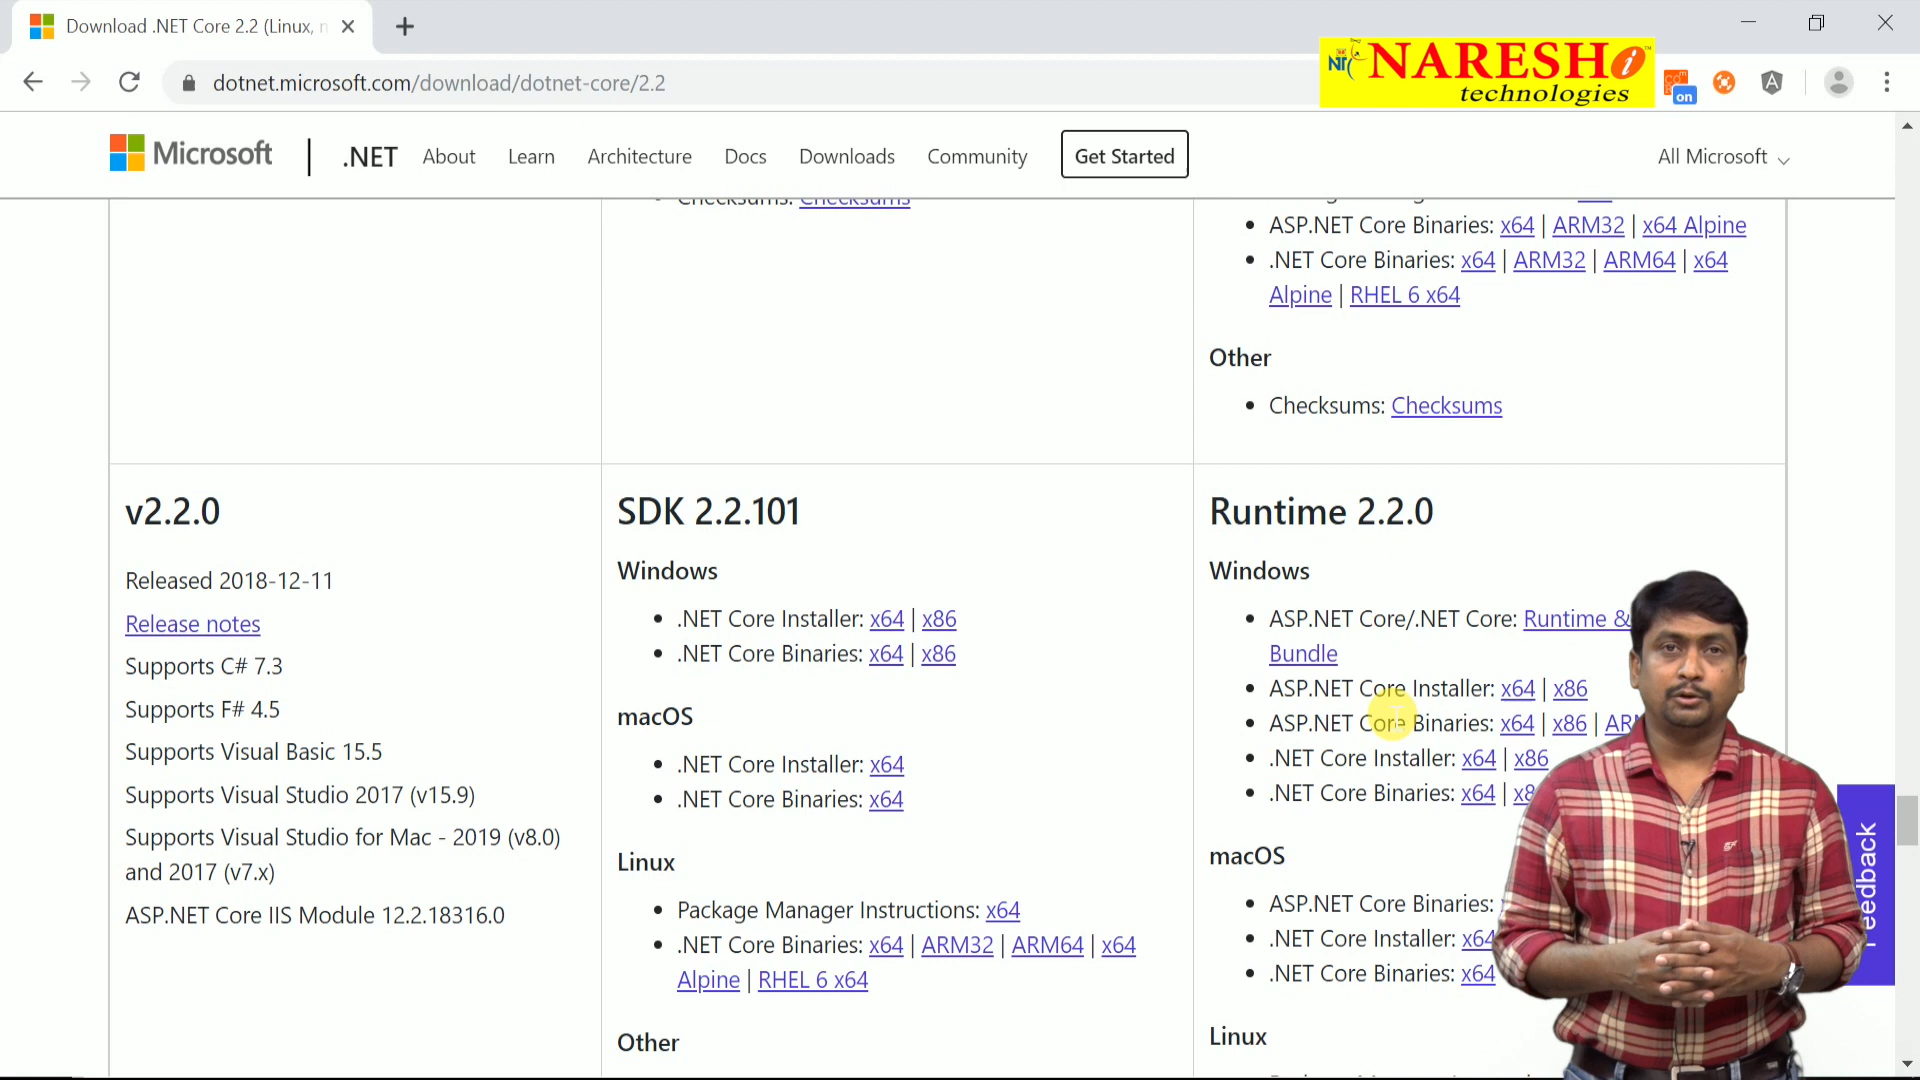 Download .NET Core 2.2 (Linux,
dotnet.microsoft.com/download/dotnet-core/2.2
NARESH i
technologies
on
Microsoft
.NET
About
Learn
Architecture
Docs
Downloads
Community
Get Started
All Microsoft
Checksums: Checksums
• ASP.NET Core Binaries: x64 | ARM32 | x64 Alpine
• .NET Core Binaries: x64 | ARM32 | ARM64 | x64
Alpine | RHEL 6 x64
Other
• Checksums: Checksums
v2.2.0
Released 2018-12-11
Release notes
Supports C# 7.3
Supports F# 4.5
Supports Visual Basic 15.5
Supports Visual Studio 2017 (v15.9)
Supports Visual Studio for Mac - 2019 (v8.0)
and 2017 (v7.x)
ASP.NET Core IIS Module 12.2.18316.0
SDK 2.2.101
Windows
• .NET Core Installer: x64 | x86
• .NET Core Binaries: x64 | x86
macOS
• .NET Core Installer: x64
• .NET Core Binaries: x64
Linux
• Package Manager Instructions: x64
• .NET Core Binaries: x64 | ARM32 | ARM64 | x64
Alpine | RHEL 6 x64
Other
Runtime 2.2.0
Windows
• ASP.NET Core/.NET Core: Runtime &
Bundle
• ASP.NET Core Installer: x64 | x86
• ASP.NET Core Binaries: x64 | x86 |
• .NET Core Installer: x64 | x86
• .NET Core Binaries: x64 |
macOS
• ASP.NET Core Binaries:
• .NET Core Installer: x64
• .NET Core Binaries: x64
Linux
Feedback